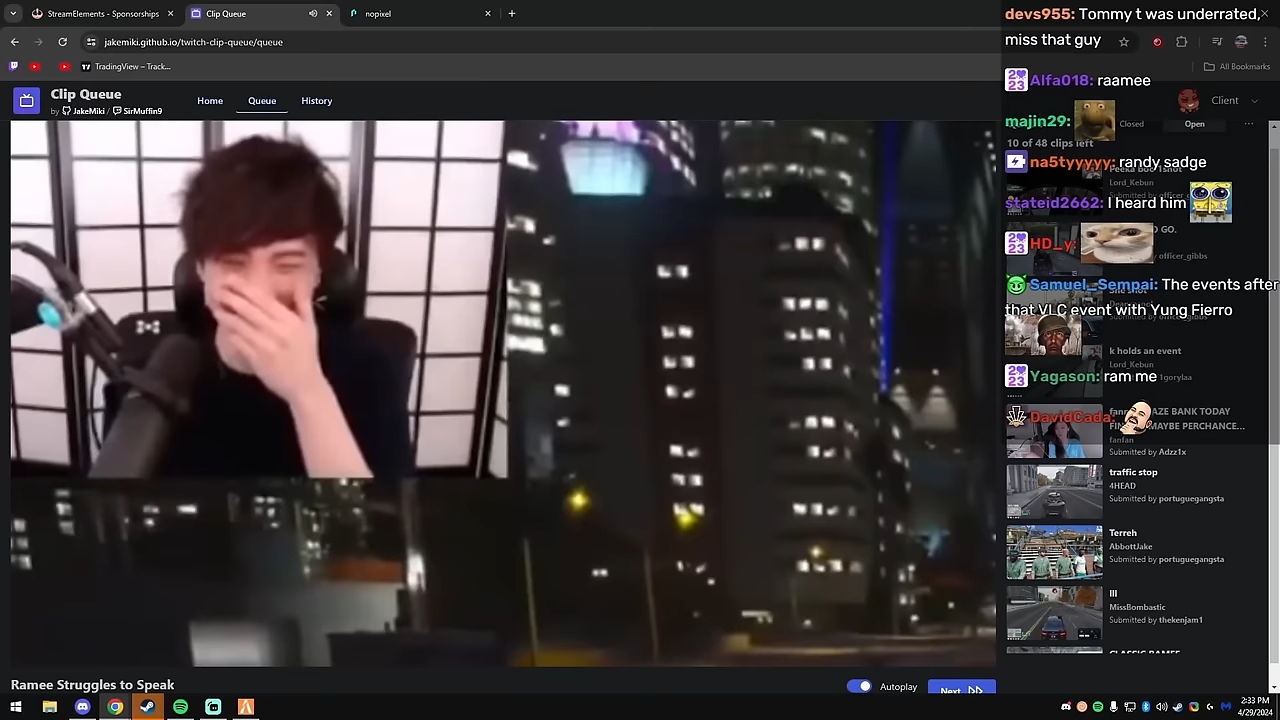 StreamElements - Sponsorships
Clip Queue
nopixel
jakemiki.github.io/twitch-clip-queue/queue
TradingView – Track...
All Bookmarks
Clip Queue
by JakeMiki / SirMuffin9
Home
Queue
History
Client
Closed
Open
10 of 48 clips left
devs955: Tommy t was underrated,
miss that guy
Alfa018: raamee
majin29:
na5tyyyyy: randy sadge
stateid2662: I heard him
HD_y:
Samuel_Sempai: The events after
that VLC event with Yung Fierro
Yagason: ram me
DavidCada:
Lord_Kebun
GO.
officer_gibbs
k holds an event
Lord_Kebun
AZE BANK TODAY
MAYBE PERCHANCE...
fanfan
Submitted by Adzz1x
traffic stop
4HEAD
Submitted by portuguegangsta
Terreh
AbbottJake
Submitted by portuguegangsta
lll
MissBombastic
Submitted by thekenjam1
Ramee Struggles to Speak
Autoplay
Next
2:33 PM
4/29/2024